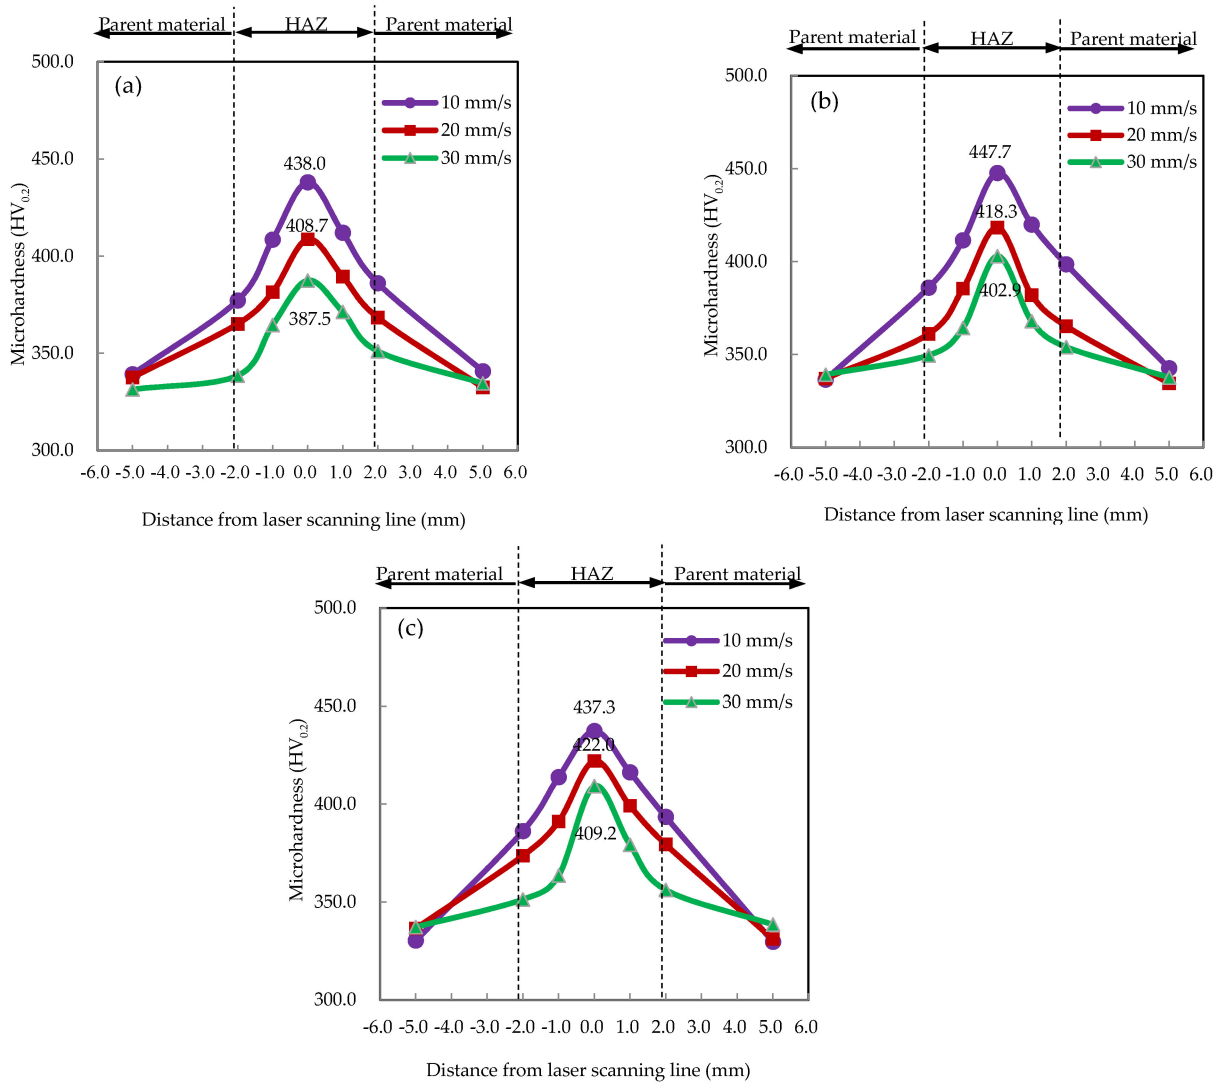 Parent material HAZ Parent material
(a)
500.0
450.0
400.0
350.0
300.0
Microhardness (HV0.2)
10 mm/s
20 mm/s
30 mm/s
438.0
408.7
387.5
-6.0 -5.0 -4.0 -3.0 -2.0 -1.0 0.0 1.0 2.0 3.0 4.0 5.0 6.0
Distance from laser scanning line (mm)
Parent material HAZ Parent material
(b)
500.0
450.0
400.0
350.0
300.0
Microhardness (HV0.2)
10 mm/s
20 mm/s
30 mm/s
447.7
418.3
402.9
-6.0 -5.0 -4.0 -3.0 -2.0 -1.0 0.0 1.0 2.0 3.0 4.0 5.0 6.0
Distance from laser scanning line (mm)
Parent material HAZ Parent material
(c)
500.0
450.0
400.0
350.0
300.0
Microhardness (HV0.2)
10 mm/s
20 mm/s
30 mm/s
437.3
422.0
409.2
-6.0 -5.0 -4.0 -3.0 -2.0 -1.0 0.0 1.0 2.0 3.0 4.0 5.0 6.0
Distance from laser scanning line (mm)